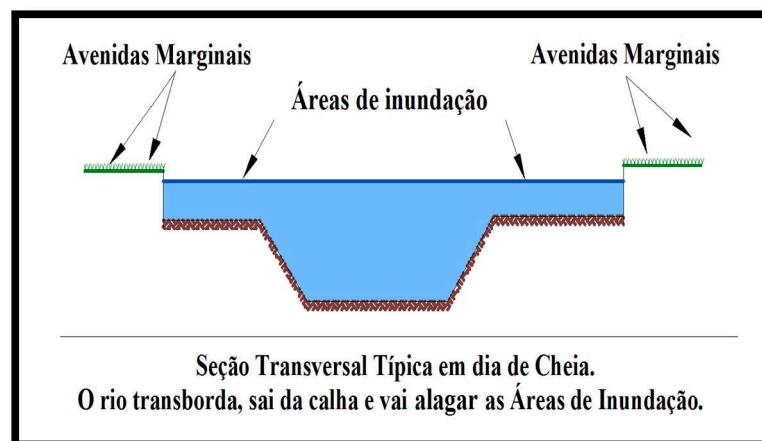 Avenidas Marginais
Avenidas Marginais
Áreas de inundação
Seção Transversal Típica em dia de Cheia.
O rio transborda, sai da calha e vai alagar as Áreas de Inundação.